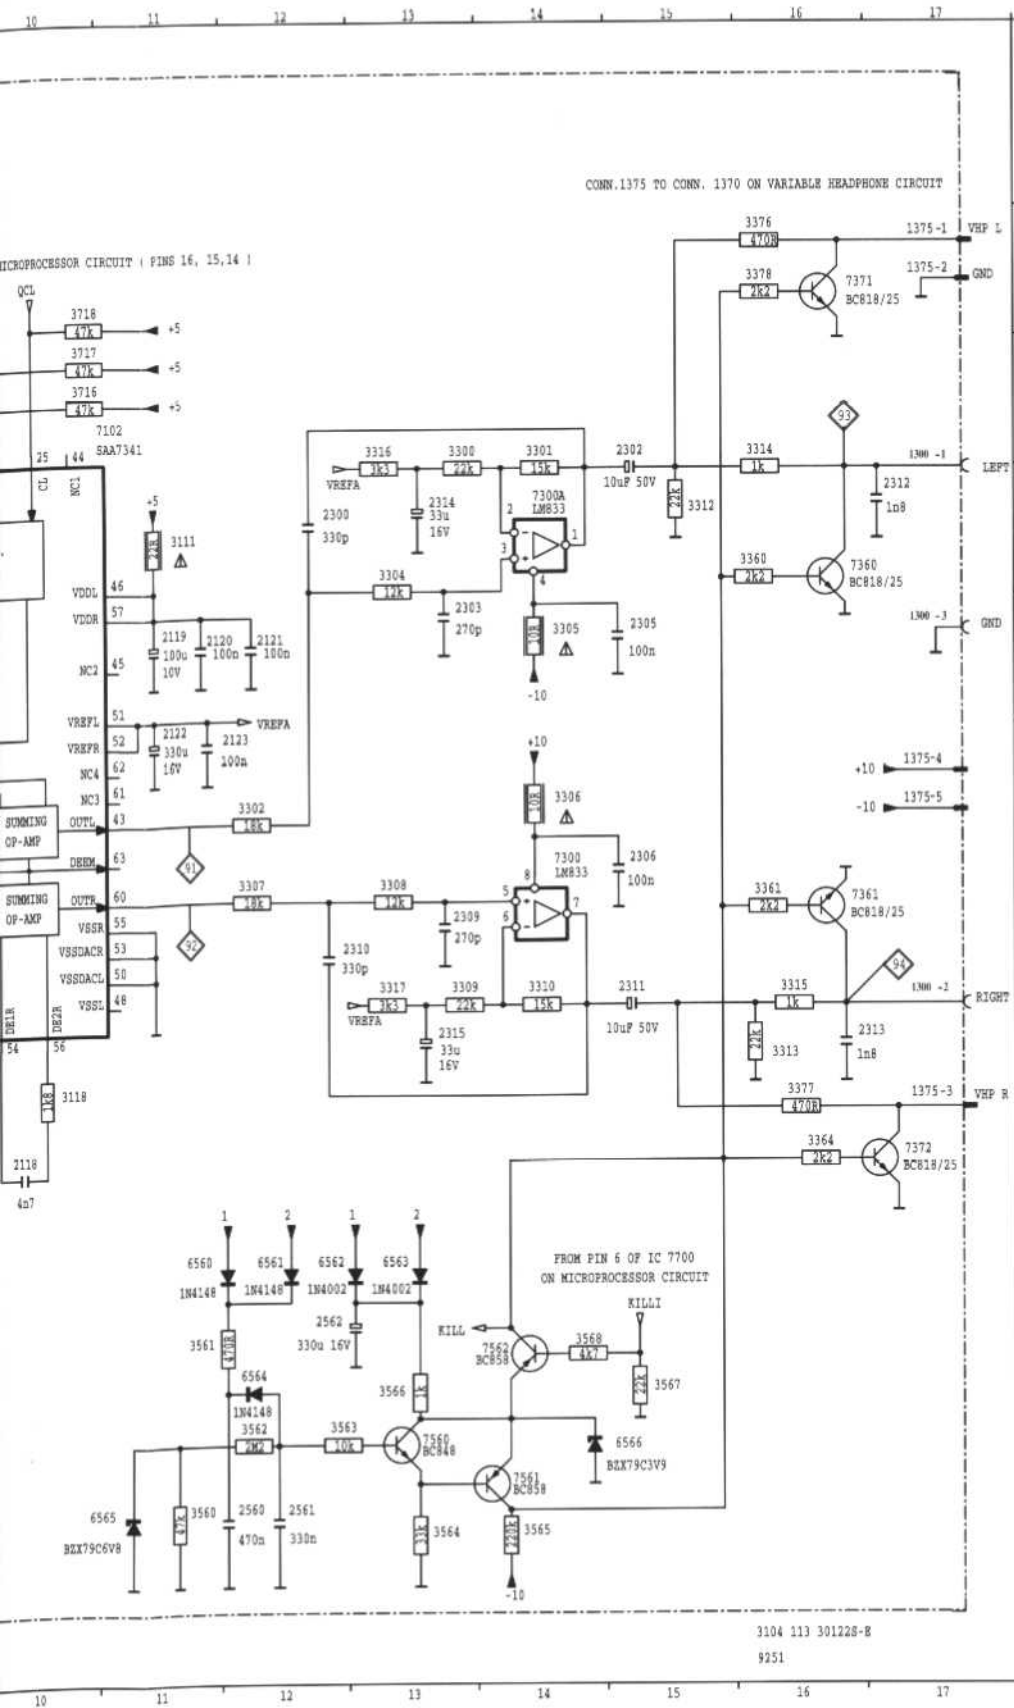 10 11 12 13 14 15 16 17
CONN.1375 TO CONN. 1370 ON VARIABLE HEADPHONE CIRCUIT
3376
470R
1375-1
VHP L
1375-2
GND
3378
2k2
7371
BC818/25
ICROPROCESSOR CIRCUIT ( PINS 16, 15,14 )
QCL
3718
47k
+5
3717
47k
+5
3716
47k
+5
7102
SAA7341
25
44
CL
NC1
+5
22R
3111
VDDL
46
VDDR
57
2119
100u
10V
2120
100n
2121
100n
NC2
45
VREFL
51
VREFR
52
VREFA
2122
330u
16V
2123
100n
NC4
62
NC3
61
SUMMING
OP-AMP
OUTL
43
DEEM
63
SUMMING
OP-AMP
OUTR
60
VSSR
55
VSSDACR
53
VSSDACL
50
VSSL
48
DE1R
54
DE2R
56
1k8
3118
2118
4n7
91
92
3302
18k
3307
18k
2300
330p
VREFA
3316
3k3
3300
22k
3301
15k
2302
10uF 50V
2314
33u
16V
7300A
LM833
2
3
1
4
3304
12k
2303
270p
10R
3305
-10
2305
100n
22k
3312
3314
1k
93
1300 -1
LEFT
2312
1n8
3360
2k2
7360
BC818/25
1300 -3
GND
+10
10R
3306
7300
LM833
8
5
6
7
2306
100n
+10
1375-4
-10
1375-5
3308
12k
2309
270p
2310
330p
VREFA
3317
3k3
3309
22k
3310
15k
2311
10uF 50V
2315
33u
16V
3361
2k2
7361
BC818/25
94
3315
1k
1300 -2
RIGHT
22k
3313
2313
1n8
3377
470R
1375-3
VHP R
3364
2k2
7372
BC818/25
1
2
1
2
6560
1N4148
6561
1N4148
6562
1N4002
6563
1N4002
FROM PIN 6 OF IC 7700
ON MICROPROCESSOR CIRCUIT
KILL1
2562
330u 16V
KILL
7562
BC858
3568
4k7
22k
3567
3561
470R
6564
1N4148
3566
1k
3562
2M2
3563
10k
7560
BC848
6566
BZX79C3V9
7561
BC858
6565
BZX79C6V8
47k
3560
2560
470n
2561
330n
33k
3564
220k
3565
-10
3104 113 30122S-E
9251
10 11 12 13 14 15 16 17